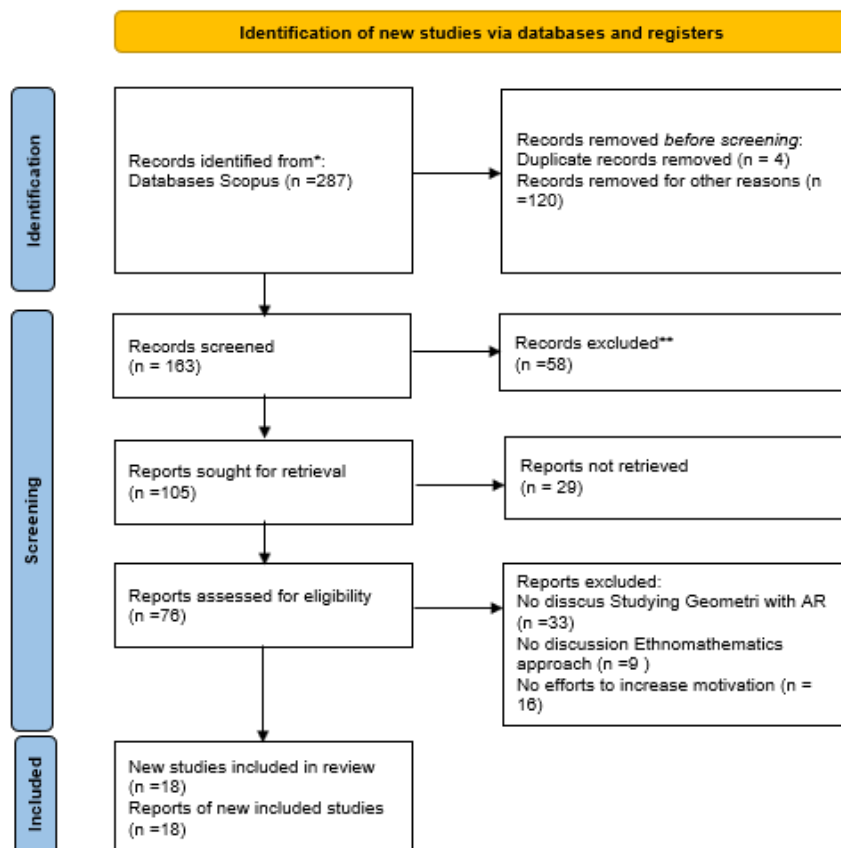 Identification of new studies via databases and registers
Identification
Records identified from*:
Databases Scopus (n =287)
Records removed before screening:
Duplicate records removed (n = 4)
Records removed for other reasons (n
=120)
Screening
Records screened
(n = 163)
Records excluded**
(n =58)
Reports sought for retrieval
(n =105)
Reports not retrieved
(n = 29)
Reports assessed for eligibility
(n =76)
Reports excluded:
No disscus Studying Geometri with AR
(n =33)
No discussion Ethnomathematics
approach (n =9 )
No efforts to increase motivation (n =
16)
Included
New studies included in review
(n =18)
Reports of new included studies
(n =18)